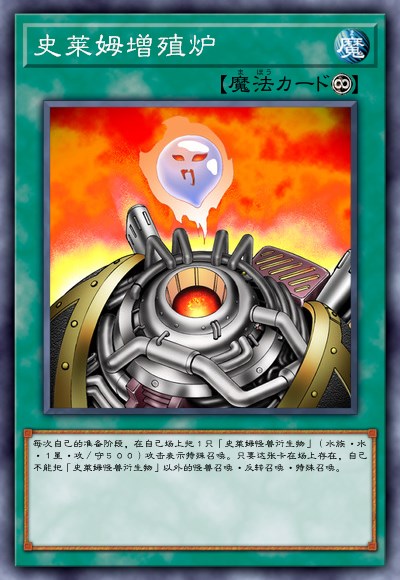 史莱姆增殖炉
魔
【魔法カード∞】
まほう
每次自己的准备阶段，在自己场上把１只「史莱姆怪兽衍生物」（水族·水
·１星·攻／守５００）攻击表示特殊召唤。只要这张卡在场上存在，自己
不能把「史莱姆怪兽衍生物」以外的怪兽召唤·反转召唤·特殊召唤。